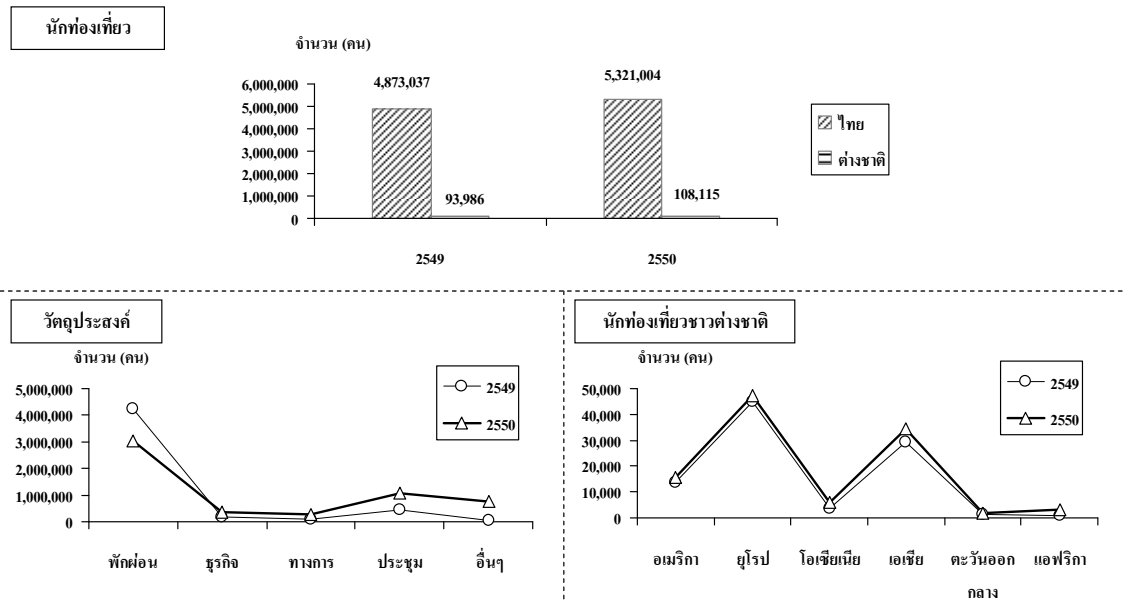 นักท่องเที่ยว
จำนวน (คน)
6,000,000
5,000,000
4,000,000
3,000,000
2,000,000
1,000,000
0
4,873,037
93,986
5,321,004
108,115
2549
2550
ไทย
ต่างชาติ
วัตถุประสงค์
จำนวน (คน)
5,000,000
4,000,000
3,000,000
2,000,000
1,000,000
0
2549
2550
พักผ่อน ธุรกิจ ทางการ ประชุม อื่นๆ
นักท่องเที่ยวชาวต่างชาติ
จำนวน (คน)
50,000
40,000
30,000
20,000
10,000
0
2549
2550
อเมริกา ยุโรป โอเซียเนีย เอเซีย ตะวันออก แอฟริกา
กลาง